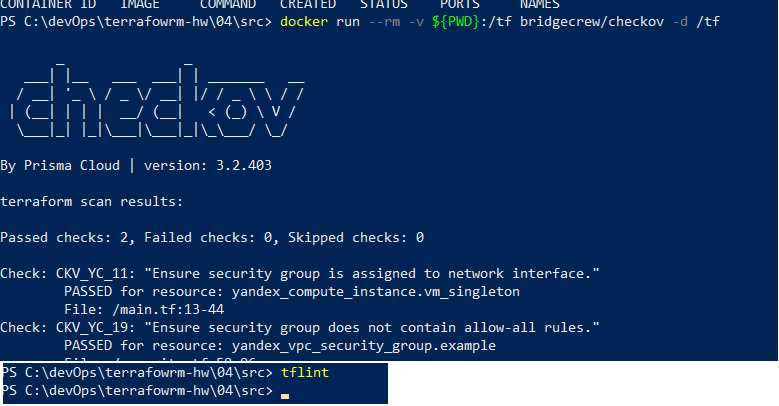 CONTAINER ID   IMAGE     COMMAND   CREATED   STATUS    PORTS     NAMES
PS C:\devOps\terrafowrm-hw\04\src> docker run --rm -v ${PWD}:/tf bridgecrew/checkov -d /tf
checkov
By Prisma Cloud | version: 3.2.403
terraform scan results:
Passed checks: 2, Failed checks: 0, Skipped checks: 0
Check: CKV_YC_11: "Ensure security group is assigned to network interface."
PASSED for resource: yandex_compute_instance.vm_singleton
File: /main.tf:13-44
Check: CKV_YC_19: "Ensure security group does not contain allow-all rules."
PASSED for resource: yandex_vpc_security_group.example
PS C:\devOps\terrafowrm-hw\04\src> tflint
PS C:\devOps\terrafowrm-hw\04\src>